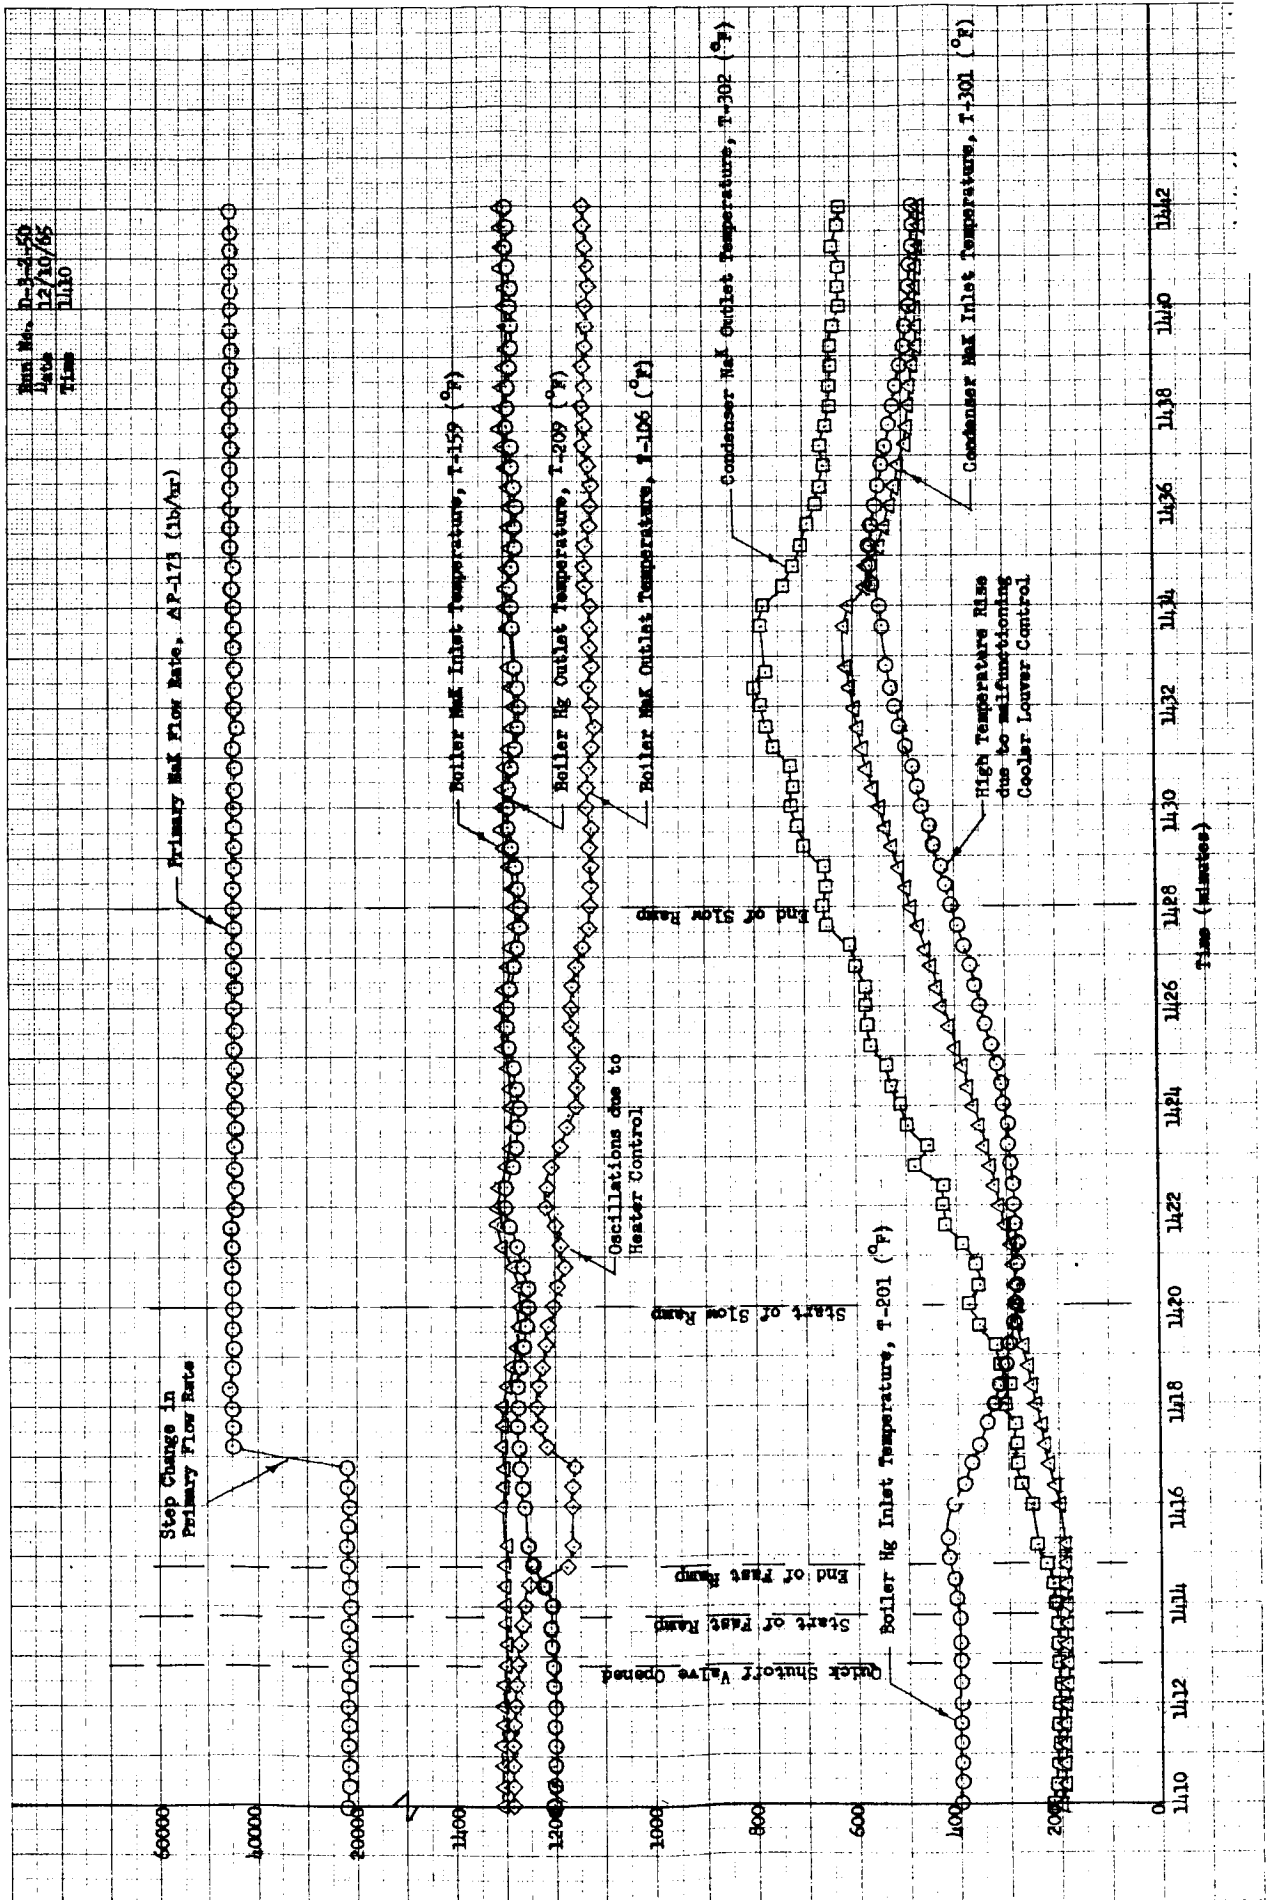 Run No. D-3-2-50
Date 12/10/65
Time 1410
Primary NaK Flow Rate, ΔP-173 (lb/hr)
Step Change in
Primary Flow Rate
Boiler NaK Inlet Temperature, T-159 (°F)
Boiler Hg Outlet Temperature, T-209 (°F)
Boiler NaK Outlet Temperature, T-106 (°F)
Oscillations due to
Heater Control
Condenser NaK Outlet Temperature, T-302 (°F)
Condenser NaK Inlet Temperature, T-301 (°F)
High Temperature Rise
due to malfunctioning
Cooler Louver Control
Boiler Hg Inlet Temperature, T-201 (°F)
Quick Shutoff Valve Opened
Start of Fast Ramp
End of Fast Ramp
Start of Slow Ramp
End of Slow Ramp
60000
40000
20000
1400
1200
1000
800
600
400
200
0
1410 1412 1414 1416 1418 1420 1422 1424 1426 1428 1430 1432 1434 1436 1438 1440 1442
Time (minutes)